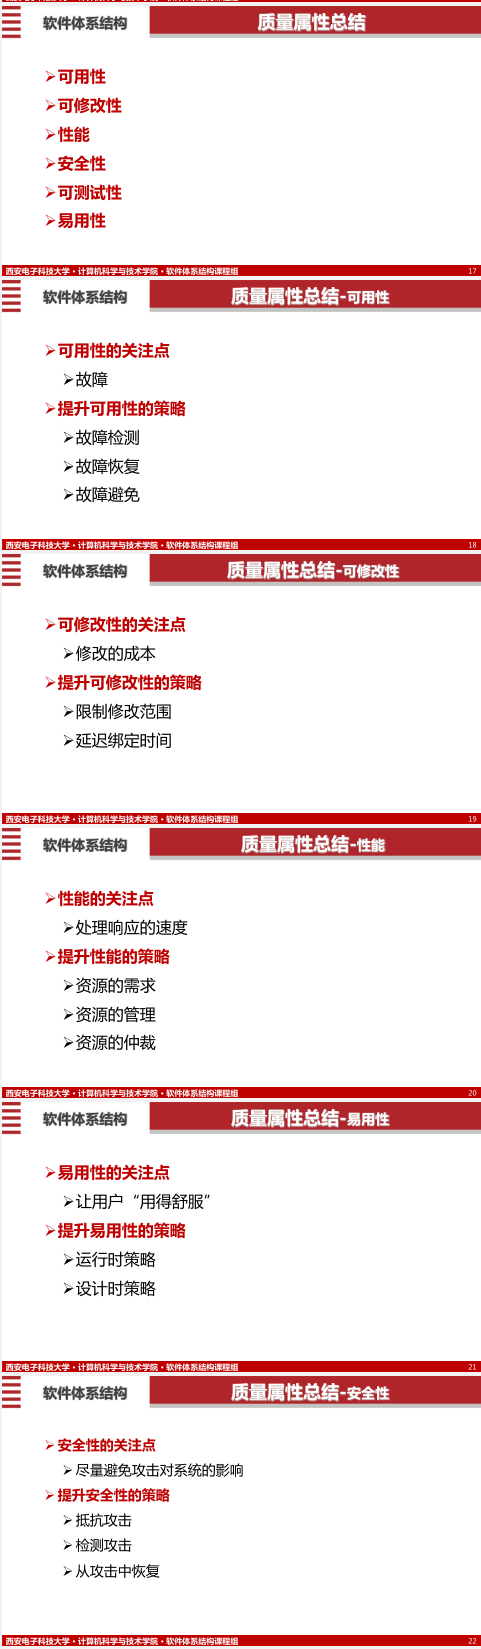 软件体系结构
质量属性总结
➢可用性
➢可修改性
➢性能
➢安全性
➢可测试性
➢易用性
西安电子科技大学·计算机科学与技术学院·软件体系结构课程组
17
软件体系结构
质量属性总结-可用性
➢可用性的关注点
➢故障
➢提升可用性的策略
➢故障检测
➢故障恢复
➢故障避免
西安电子科技大学·计算机科学与技术学院·软件体系结构课程组
18
软件体系结构
质量属性总结-可修改性
➢可修改性的关注点
➢修改的成本
➢提升可修改性的策略
➢限制修改范围
➢延迟绑定时间
西安电子科技大学·计算机科学与技术学院·软件体系结构课程组
19
软件体系结构
质量属性总结-性能
➢性能的关注点
➢处理响应的速度
➢提升性能的策略
➢资源的需求
➢资源的管理
➢资源的仲裁
西安电子科技大学·计算机科学与技术学院·软件体系结构课程组
20
软件体系结构
质量属性总结-易用性
➢易用性的关注点
➢让用户“用得舒服”
➢提升易用性的策略
➢运行时策略
➢设计时策略
西安电子科技大学·计算机科学与技术学院·软件体系结构课程组
21
软件体系结构
质量属性总结-安全性
➢安全性的关注点
➢尽量避免攻击对系统的影响
➢提升安全性的策略
➢抵抗攻击
➢检测攻击
➢从攻击中恢复
西安电子科技大学·计算机科学与技术学院·软件体系结构课程组
22